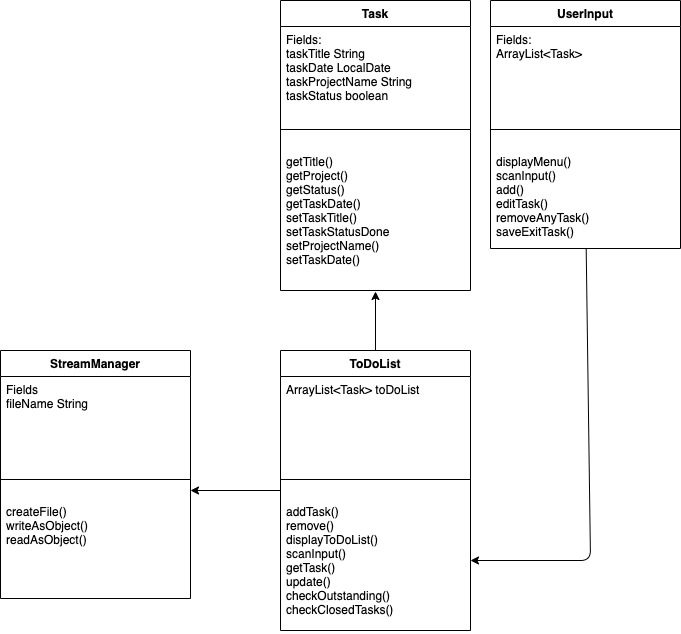 Task
Fields:
taskTitle String
taskDate LocalDate
taskProjectName String
taskStatus boolean
getTitle()
getProject()
getStatus()
getTaskDate()
setTaskTitle()
setTaskStatusDone
setProjectName()
setTaskDate()
UserInput
Fields:
ArrayList<Task>
displayMenu()
scanInput()
add()
editTask()
removeAnyTask()
saveExitTask()
StreamManager
Fields
fileName String
createFile()
writeAsObject()
readAsObject()
ToDoList
ArrayList<Task> toDoList
addTask()
remove()
displayToDoList()
scanInput()
getTask()
update()
checkOutstanding()
checkClosedTasks()